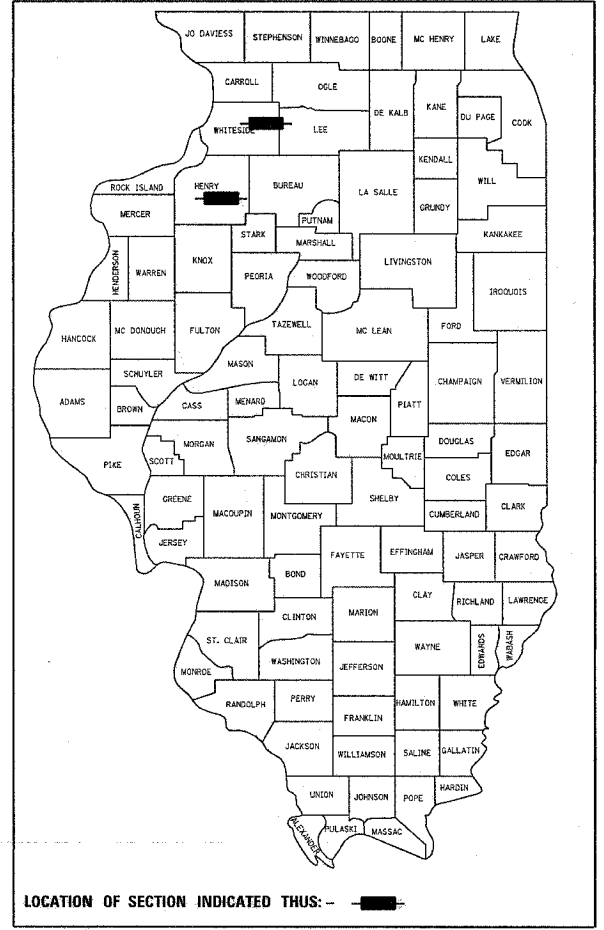 JO DAVIESS STEPHENSON WINNEBAGO BOONE MC HENRY LAKE
CARROLL OGLE
DE KALB KANE DU PAGE COOK
WHITESIDE LEE
KENDALL WILL
ROCK ISLAND HENRY BUREAU LA SALLE
GRUNDY
MERCER PUTNAM
STARK KANKAKEE
MARSHALL
HENDERSON WARREN KNOX LIVINGSTON
PEORIA WOODFORD
IROQUOIS
HANCOCK MC DONOUGH FULTON TAZEWELL MC LEAN FORD
MASON
SCHUYLER LOGAN DE WITT
CHAMPAIGN VERMILION
ADAMS BROWN CASS MENARD PIATT
MACON
MORGAN SANGAMON DOUGLAS
PIKE SCOTT CHRISTIAN MOULTRIE EDGAR
COLES
GREENE SHELBY
CALHOUN MACOUPIN MONTGOMERY CUMBERLAND CLARK
JERSEY
FAYETTE EFFINGHAM JASPER CRAWFORD
MADISON BOND
CLAY RICHLAND LAWRENCE
CLINTON MARION
ST. CLAIR WAYNE EDWARDS WABASH
WASHINGTON JEFFERSON
MONROE
RANDOLPH PERRY HAMILTON WHITE
FRANKLIN
JACKSON WILLIAMSON SALINE GALLATIN
UNION JOHNSON POPE HARDIN
ALEXANDER PULASKI MASSAC
LOCATION OF SECTION INDICATED THUS: –